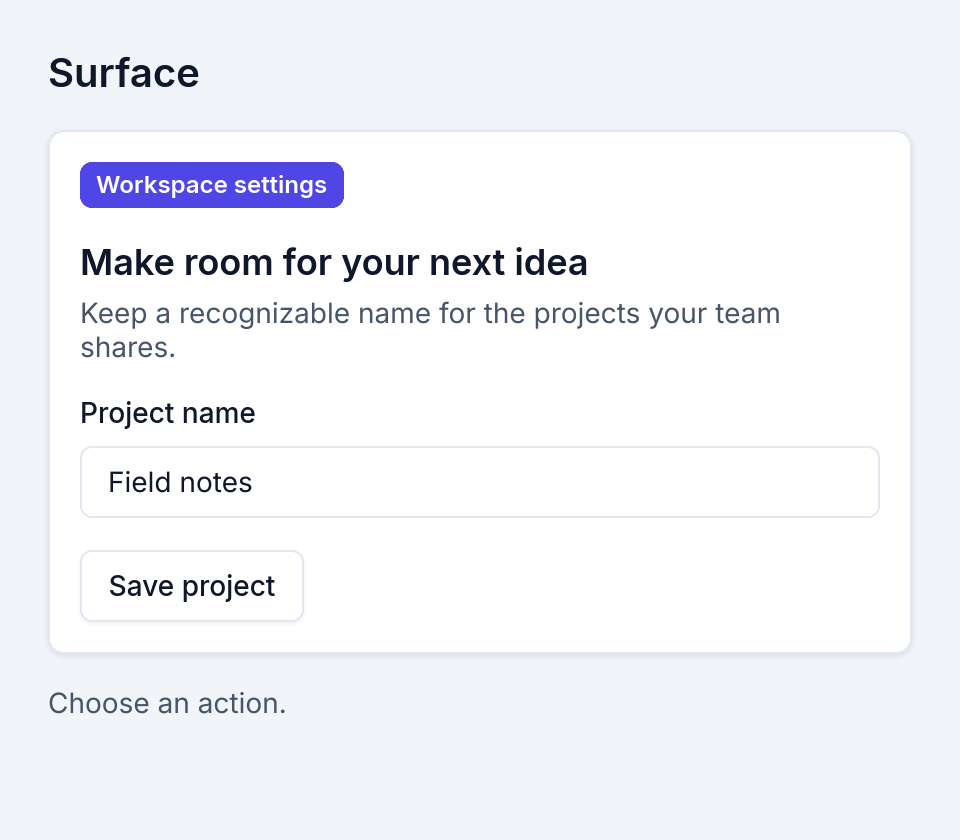 Surface
Workspace settings
Make room for your next idea
Keep a recognizable name for the projects your team
shares.
Project name
Field notes
Save project
Choose an action.